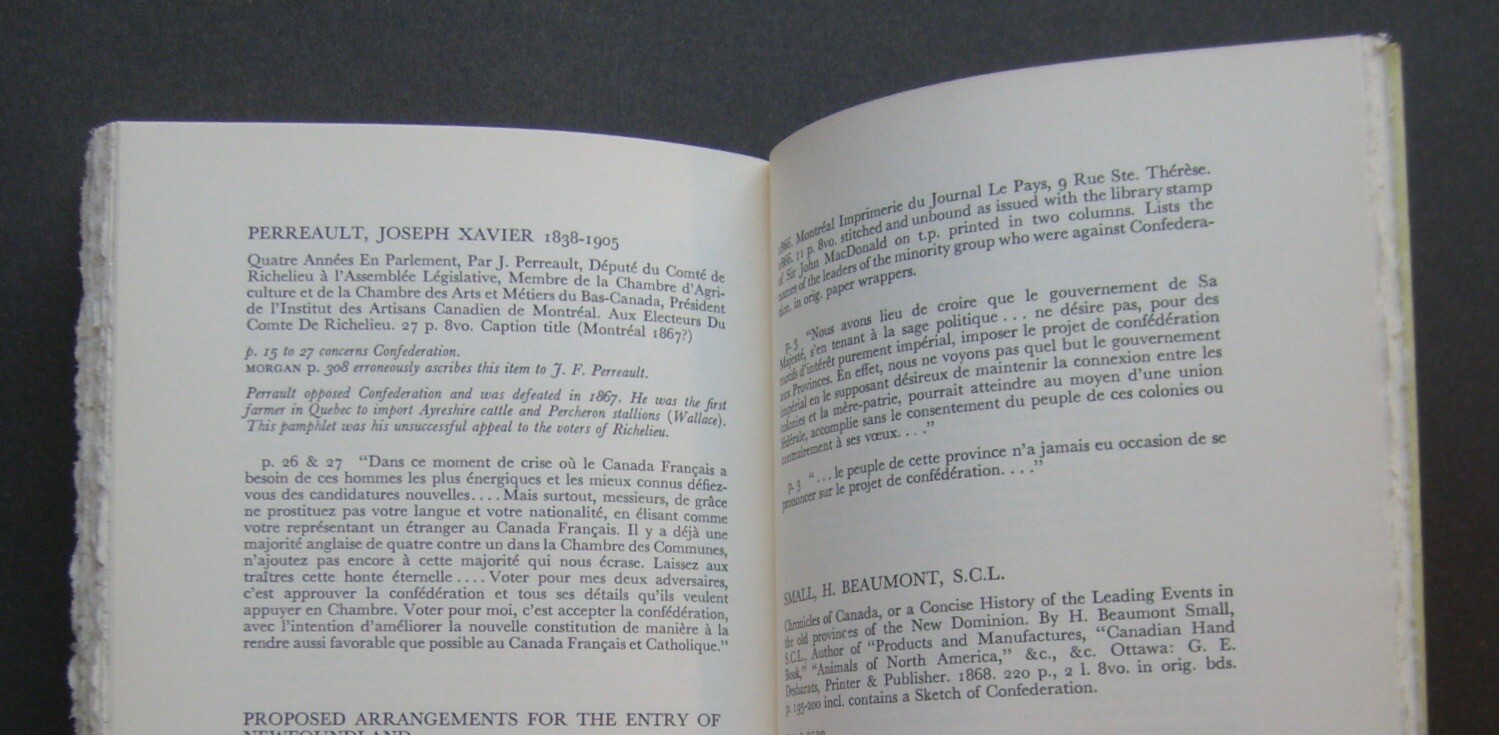 PERREAULT, JOSEPH XAVIER 1838-1905
Quatre Années En Parlement, Par J. Perreault, Député du Comté de
Richelieu à l'Assemblée Législative, Membre de la Chambre d'Agri-
culture et de la Chambre des Arts et Métiers du Bas-Canada, Président
de l'Institut des Artisans Canadien de Montréal. Aux Electeurs Du
Comte De Richelieu. 27 p. 8vo. Caption title (Montréal 1867?)
p. 15 to 27 concerns Confederation.
MORGAN p. 308 erroneously ascribes this item to J. F. Perreault.
Perrault opposed Confederation and was defeated in 1867. He was the first
farmer in Quebec to import Ayreshire cattle and Percheron stallions (Wallace).
This pamphlet was his unsuccessful appeal to the voters of Richelieu.
p. 26 & 27 "Dans ce moment de crise où le Canada Français a
besoin de ces hommes les plus énergiques et les mieux connus défiez-
vous des candidatures nouvelles.... Mais surtout, messieurs, de grâce
ne prostituez pas votre langue et votre nationalité, en élisant comme
votre représentant un étranger au Canada Français. Il y a déjà une
majorité anglaise de quatre contre un dans la Chambre des Communes,
n'ajoutez pas encore à cette majorité qui nous écrase. Laissez aux
traîtres cette honte éternelle.... Voter pour mes deux adversaires,
c'est approuver la confédération et tous ses détails qu'ils veulent
appuyer en Chambre. Voter pour moi, c'est accepter la confédération,
avec l'intention d'améliorer la nouvelle constitution de manière à la
rendre aussi favorable que possible au Canada Français et Catholique."
PROPOSED ARRANGEMENTS FOR THE ENTRY OF
NEWFOUNDLAND
1866. Montréal Imprimerie du Journal Le Pays, 9 Rue Ste. Thérèse.
1866. 11 p. 8vo. stitched and unbound as issued with the library stamp
of Sir John MacDonald on t.p. printed in two columns. Lists the
names of the leaders of the minority group who were against Confedera-
tion. in orig. paper wrappers.
p. 3 "Nous avons lieu de croire que le gouvernement de Sa
Majesté, s'en tenant à la sage politique . . . ne désire pas, pour des
motifs d'intérêt purement impérial, imposer le projet de confédération
aux Provinces. En effet, nous ne voyons pas quel but le gouvernement
impérial en le supposant désireux de maintenir la connexion entre les
colonies et la mère-patrie, pourrait atteindre au moyen d'une union
fédérale, accomplie sans le consentement du peuple de ces colonies ou
contrairement à ses vœux. . . ."
p. 3 ". . . le peuple de cette province n'a jamais eu occasion de se
prononcer sur le projet de confédération. . . ."
SMALL, H. BEAUMONT, S.C.L.
Chronicles of Canada, or a Concise History of the Leading Events in
the old provinces of the New Dominion. By H. Beaumont Small,
S.C.L, Author of "Products and Manufactures, "Canadian Hand
Book," "Animals of North America," &c., &c. Ottawa: G. E.
Desbarats, Printer & Publisher. 1868. 220 p., 2 l. 8vo. in orig. bds.
p. 195-200 incl. contains a Sketch of Confederation.